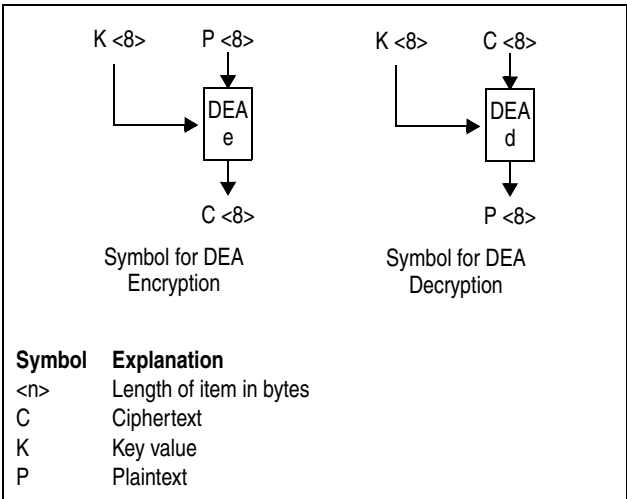 K <8> P <8> K <8> C <8>
DEA DEA
e d
C <8> P <8>
Symbol for DEA Symbol for DEA
Encryption Decryption
Symbol Explanation
<n> Length of item in bytes
C Ciphertext
K Key value
P Plaintext